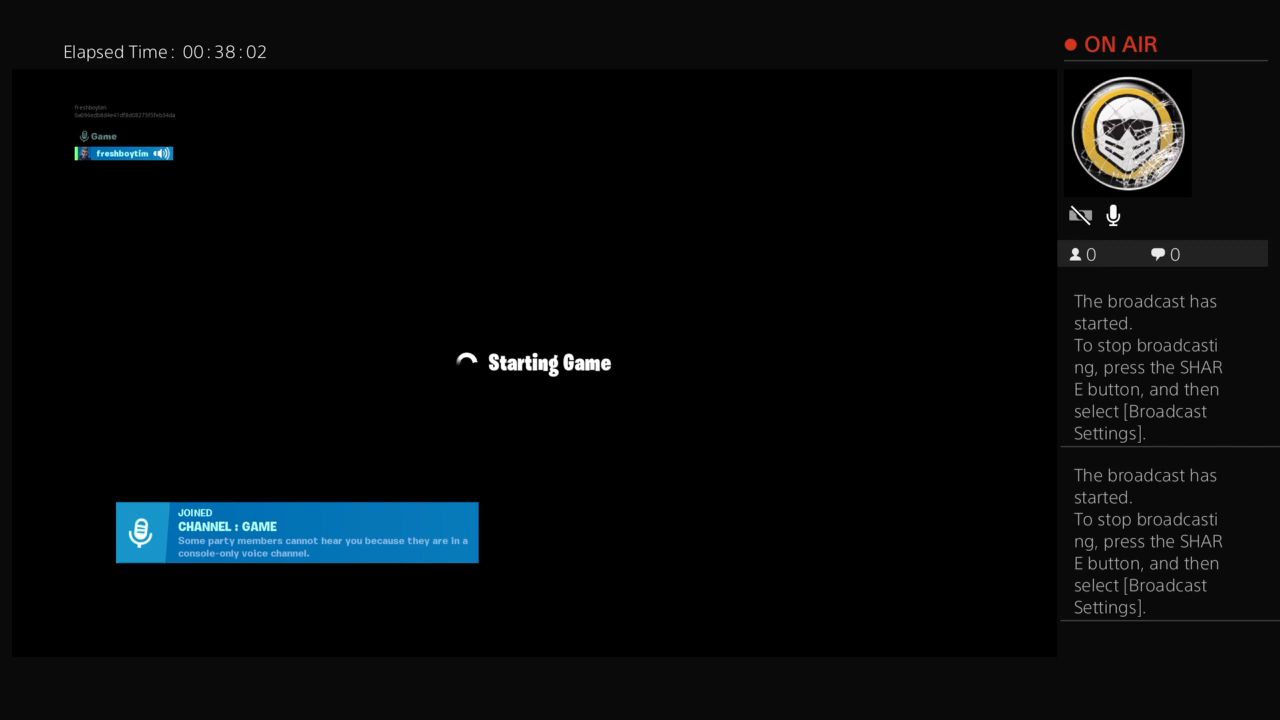 Elapsed Time: 00:38:02
ON AIR
freshboytim
Game
freshboytim
0
0
The broadcast has
started.
To stop broadcasti
ng, press the SHAR
E button, and then
select [Broadcast
Settings].
Starting Game
The broadcast has
started.
To stop broadcasti
ng, press the SHAR
E button, and then
select [Broadcast
Settings].
JOINED
CHANNEL : GAME
Some party members cannot hear you because they are in a
console-only voice channel.